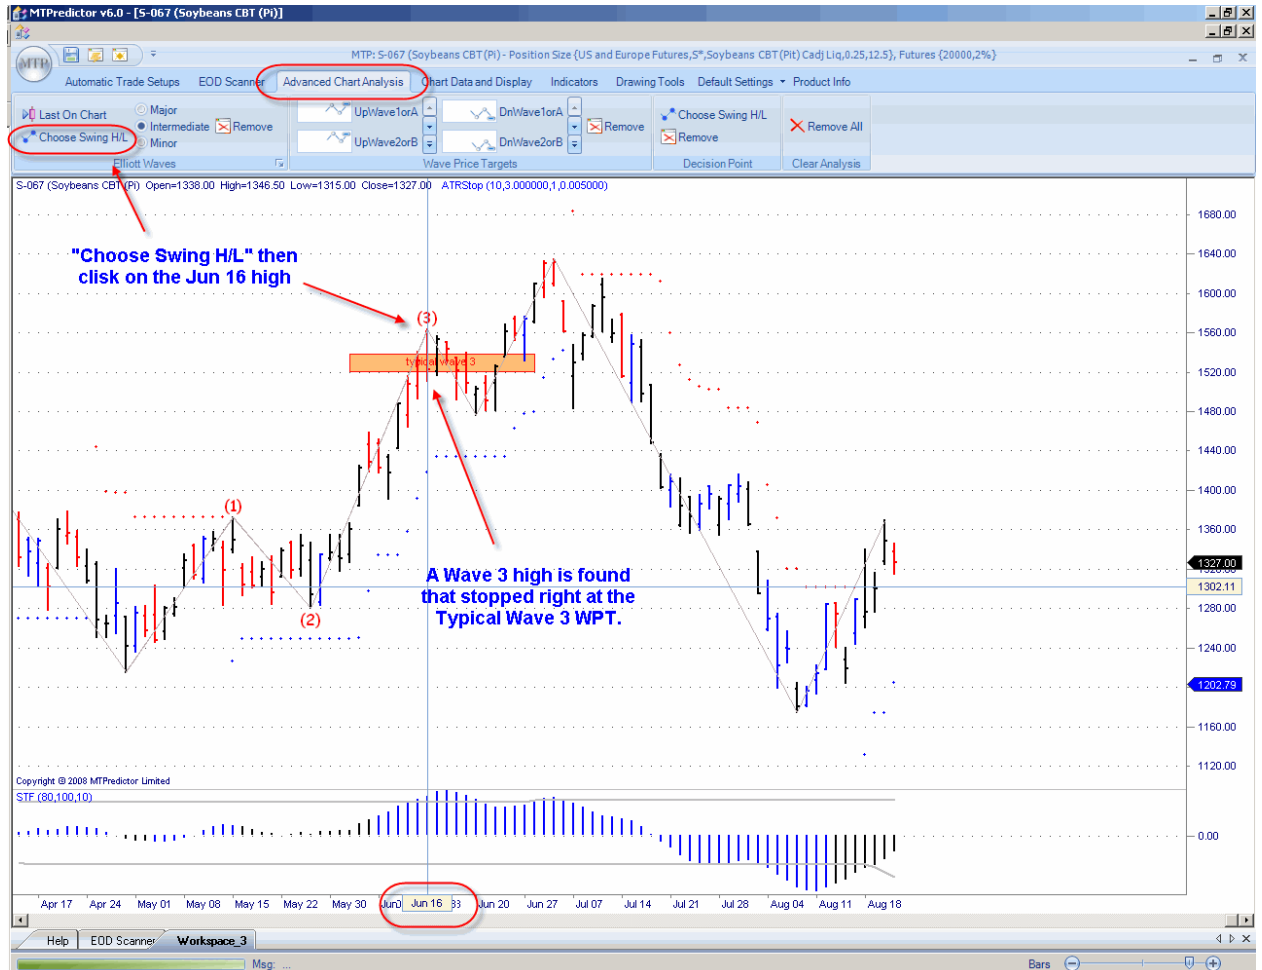 MTPredictor v6.0 - [S-067 (Soybeans CBT (Pi)]
MTP
MTP: S-067 (Soybeans CBT(Pi) - Position Size {US and Europe Futures,S*,Soybeans CBT(Pit) Cadj Liq,0.25,12.5}, Futures {20000,2%}
Automatic Trade Setups EOD Scanner Advanced Chart Analysis Chart Data and Display Indicators Drawing Tools Default Settings Product Info
Last On Chart Major UpWave1orA DnWave1orA Choose Swing H/L
Choose Swing H/L Intermediate Remove Remove Remove Remove All
Minor UpWave2orB DnWave2orB
Elliott Waves Wave Price Targets Decision Point Clear Analysis
S-067 (Soybeans CBT (Pi) Open=1338.00 High=1346.50 Low=1315.00 Close=1327.00 ATRStop (10,3.000000,1,0.005000)
"Choose Swing H/L" then
clisk on the Jun 16 high
(3)
typical wave 3
(1)
(2)
A Wave 3 high is found
that stopped right at the
Typical Wave 3 WPT.
1680.00
1640.00
1600.00
1560.00
1520.00
1480.00
1440.00
1400.00
1360.00
1327.00
1302.11
1280.00
1240.00
1202.79
1160.00
1120.00
Copyright © 2008 MTPredictor Limited
STF (80,100,10)
0.00
Apr 17 Apr 24 May 01 May 08 May 15 May 22 May 30 Jun 16 Jun 20 Jun 27 Jul 07 Jul 14 Jul 21 Jul 28 Aug 04 Aug 11 Aug 18
Help EOD Scanner Workspace_3
Msg: ... Bars